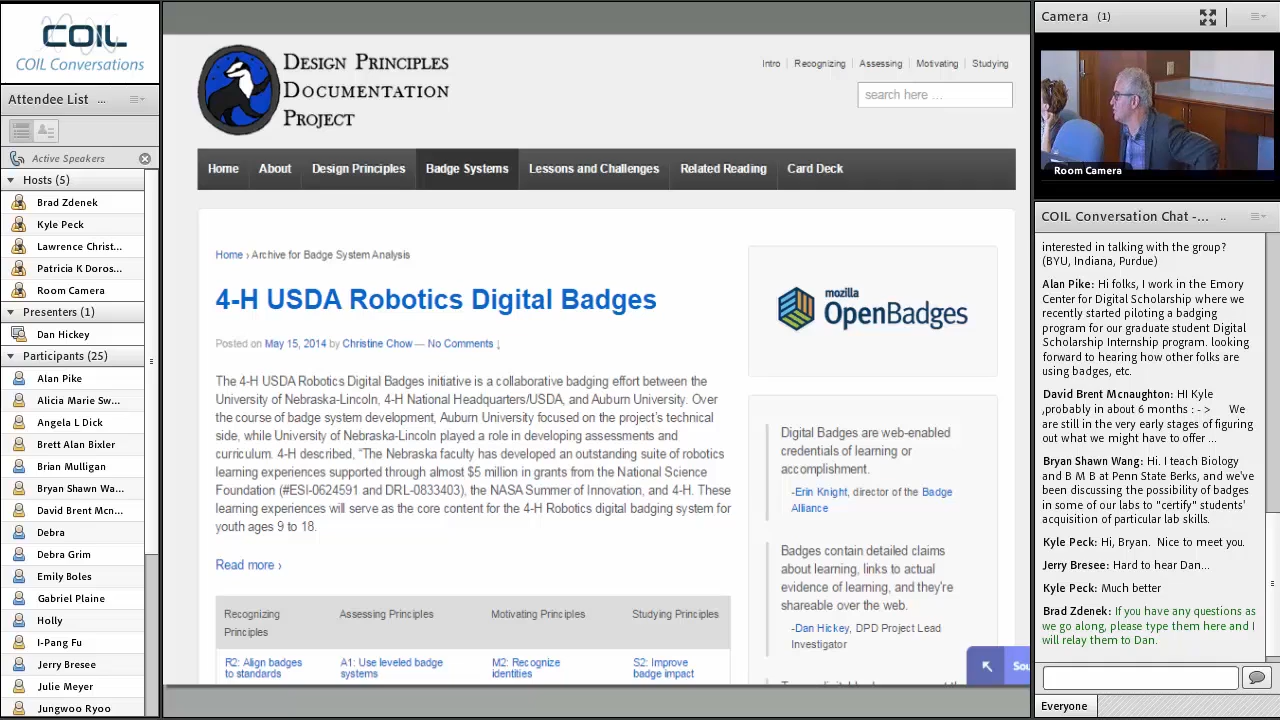 COIL
COIL Conversations
Attendee List ...
Active Speakers
Hosts (5)
Brad Zdenek
Kyle Peck
Lawrence Christ...
Patricia K Doros...
Room Camera
Presenters (1)
Dan Hickey
Participants (25)
Alan Pike
Alicia Marie Sw...
Angela L Dick
Brett Alan Bixler
Brian Mulligan
Bryan Shawn Wa...
David Brent Mcn...
Debra
Debra Grim
Emily Boles
Gabriel Plaine
Holly
I-Pang Fu
Jerry Bresee
Julie Meyer
Jungwoo Ryoo
Design Principles
Documentation
Project
Intro | Recognizing | Assessing | Motivating | Studying
search here ...
Home About Design Principles Badge Systems Lessons and Challenges Related Reading Card Deck
Home › Archive for Badge System Analysis
4-H USDA Robotics Digital Badges
Posted on May 15, 2014 by Christine Chow — No Comments ↓
The 4-H USDA Robotics Digital Badges initiative is a collaborative badging effort between the
University of Nebraska-Lincoln, 4-H National Headquarters/USDA, and Auburn University. Over
the course of badge system development, Auburn University focused on the project's technical
side, while University of Nebraska-Lincoln played a role in developing assessments and
curriculum. 4-H described, "The Nebraska faculty has developed an outstanding suite of robotics
learning experiences supported through almost $5 million in grants from the National Science
Foundation (#ESI-0624591 and DRL-0833403), the NASA Summer of Innovation, and 4-H. These
learning experiences will serve as the core content for the 4-H Robotics digital badging system for
youth ages 9 to 18.
Read more ›
Recognizing Principles
Assessing Principles
Motivating Principles
Studying Principles
R2: Align badges to standards
A1: Use leveled badge systems
M2: Recognize identities
S2: Improve badge impact
mozilla
OpenBadges
Digital Badges are web-enabled
credentials of learning or
accomplishment.
-Erin Knight, director of the Badge
Alliance
Badges contain detailed claims
about learning, links to actual
evidence of learning, and they're
shareable over the web.
-Dan Hickey, DPD Project Lead
Investigator
Sou
Camera (1)
Room Camera
COIL Conversation Chat -... ..
interested in talking with the group?
(BYU, Indiana, Purdue)
Alan Pike: Hi folks, I work in the Emory
Center for Digital Scholarship where we
recently started piloting a badging
program for our graduate student Digital
Scholarship Internship program. looking
forward to hearing how other folks are
using badges, etc.
David Brent Mcnaughton: HI Kyle
,probably in about 6 months : - > We
are still in the very early stages of figuring
out what we might have to offer ...
Bryan Shawn Wang: Hi. I teach Biology
and B M B at Penn State Berks, and we've
been discussing the possibility of badges
in some of our labs to "certify" students'
acquisition of particular lab skills.
Kyle Peck: Hi, Bryan. Nice to meet you.
Jerry Bresee: Hard to hear Dan...
Kyle Peck: Much better
Brad Zdenek: If you have any questions as
we go along, please type them here and I
will relay them to Dan.
Everyone